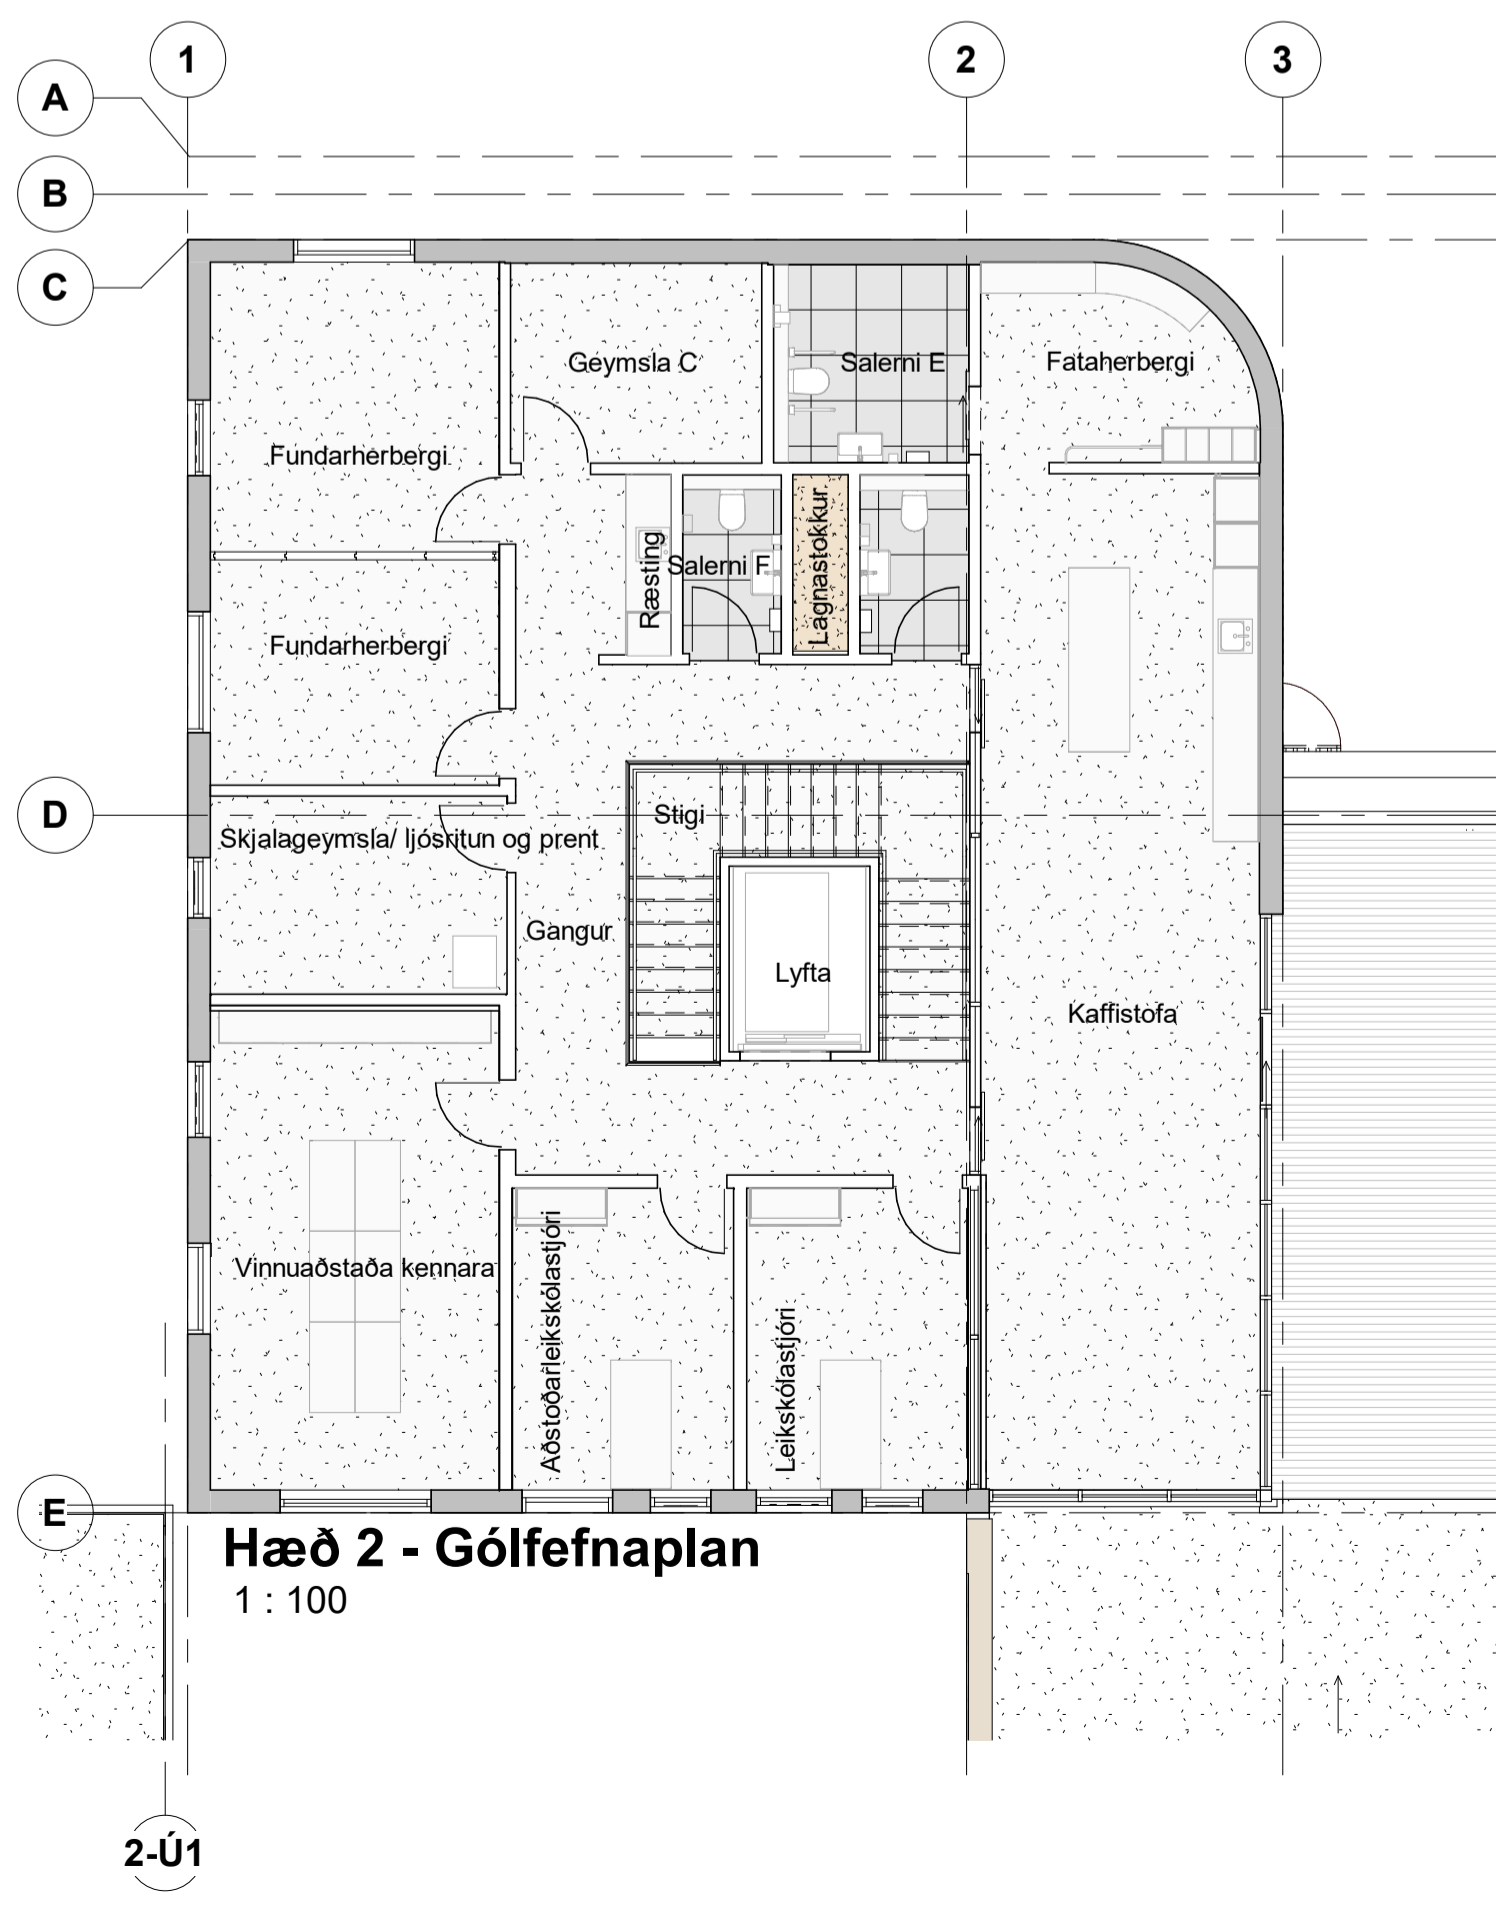 1
2
3
A
B
C
Geymsla C
Salerni E
Fataherbergi
Fundarherbergi
Ræsting
Salerni F
Lagnastokkur
Fundarherbergi
D
Stigi
Skjalageymsla/ ljósritun og prent
Gangur
Lyfta
Kaffistofa
Vinnuaðstaða kennara
Aðstoðarleikskólastjóri
Leikskólastjóri
E
Hæð 2 - Gólfefnaplan
1 : 100
2-Ú1